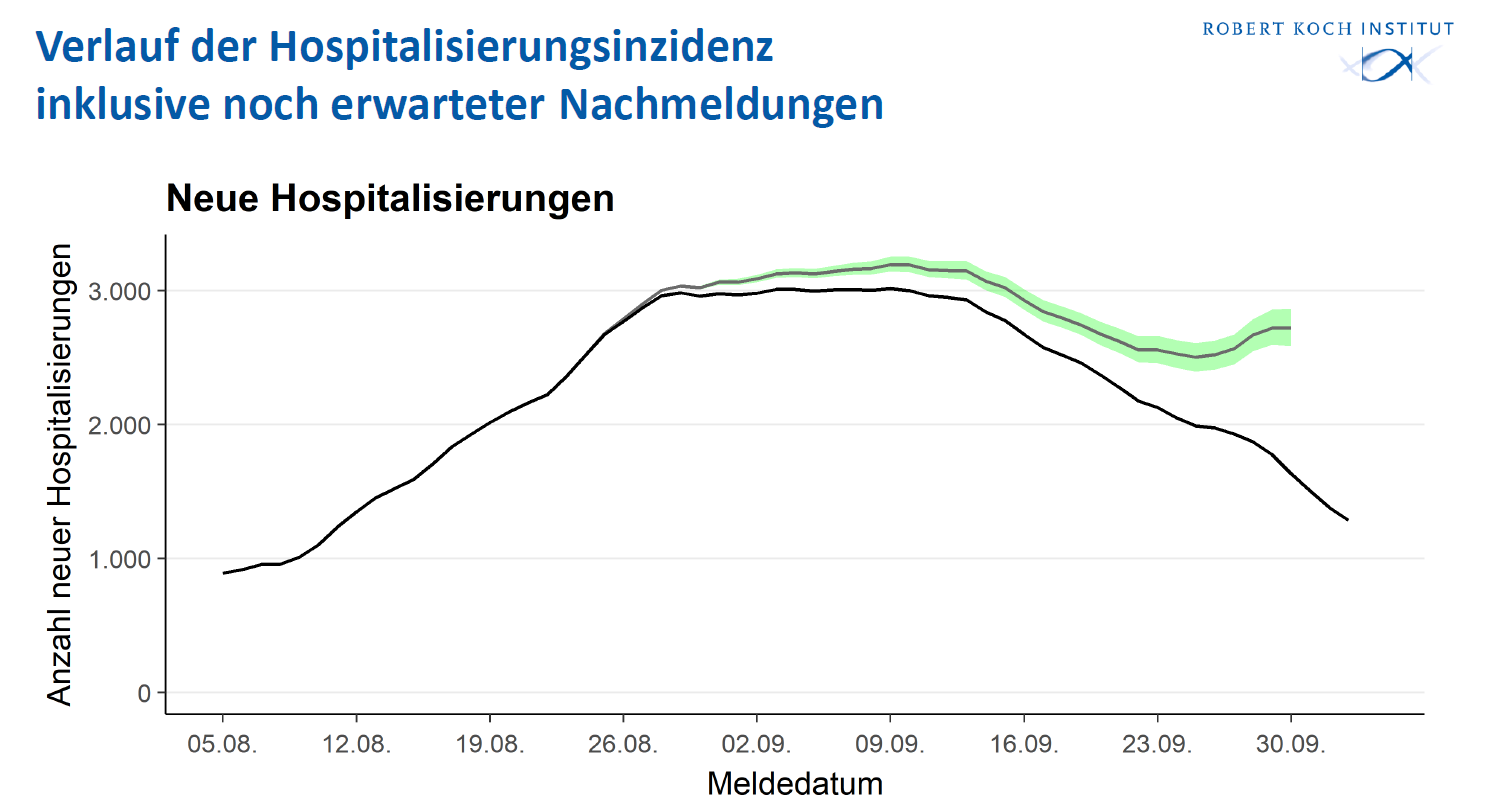 Verlauf der Hospitalisierungsinzidenz
inklusive noch erwarteter Nachmeldungen
ROBERT KOCH INSTITUT
Neue Hospitalisierungen
Anzahl neuer Hospitalisierungen
3.000
2.000
1.000
0
05.08.
12.08.
19.08.
26.08.
02.09.
09.09.
16.09.
23.09.
30.09.
Meldedatum